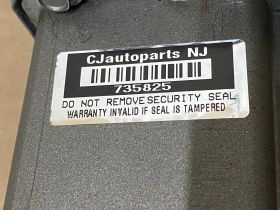 CJautoparts NJ
735825
DO NOT REMOVE SECURITY SEAL
WARRANTY INVALID IF SEAL IS TAMPERED